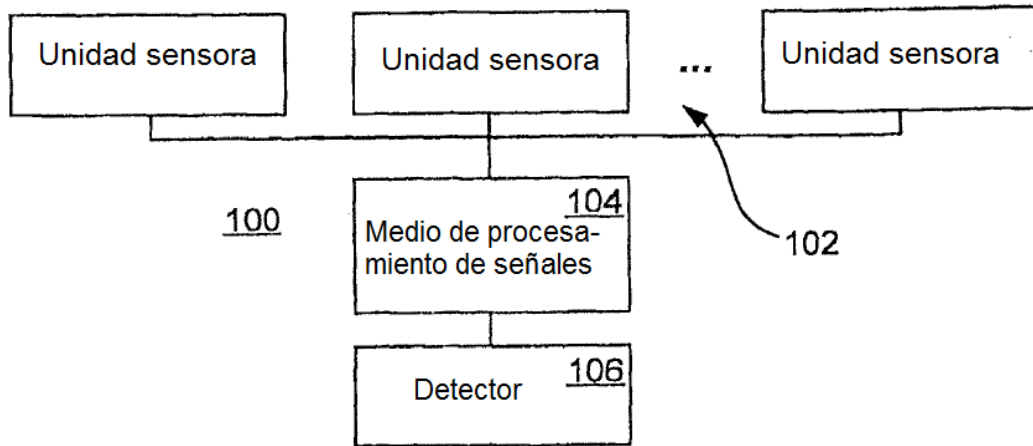 Unidad sensora
Unidad sensora
...
Unidad sensora
104
100
Medio de procesa-
miento de señales
102
106
Detector